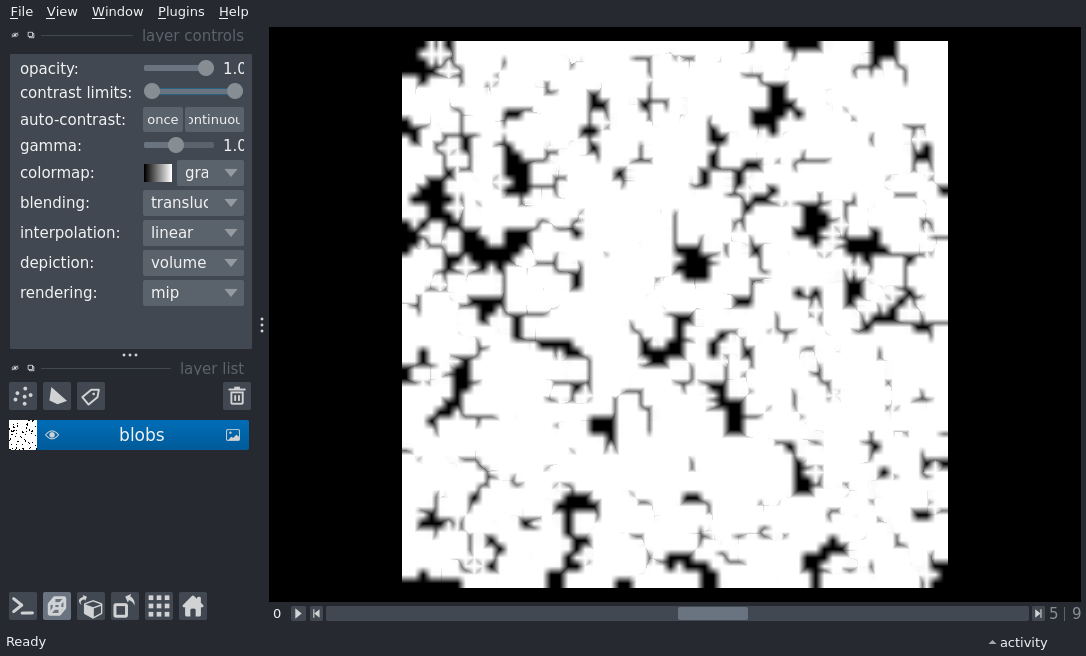 File View Window Plugins Help
layer controls
opacity: 1.0
contrast limits:
auto-contrast: once ontinuou
gamma: 1.0
colormap: gra
blending: transluc
interpolation: linear
depiction: volume
rendering: mip
layer list
blobs
0 5 | 9
Ready activity